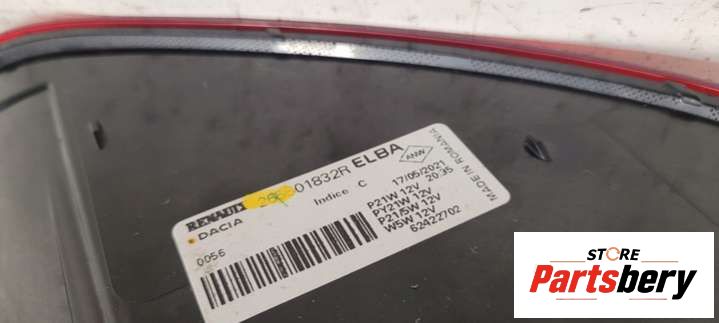 RENAULT 01832R ELBA
DACIA
Indice C
0056
ANW
17/05/2021
20:35
P21W 12V
PY21W 12V
P21/5W 12V
W5W 12V
62422702
MADE IN ROMANIA
STORE
Partsbery